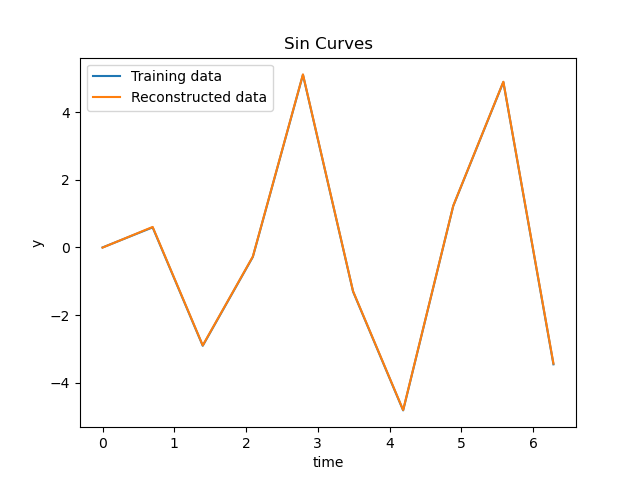 Sin Curves
Training data
Reconstructed data
4
2
0
−2
−4
y
0 1 2 3 4 5 6
time